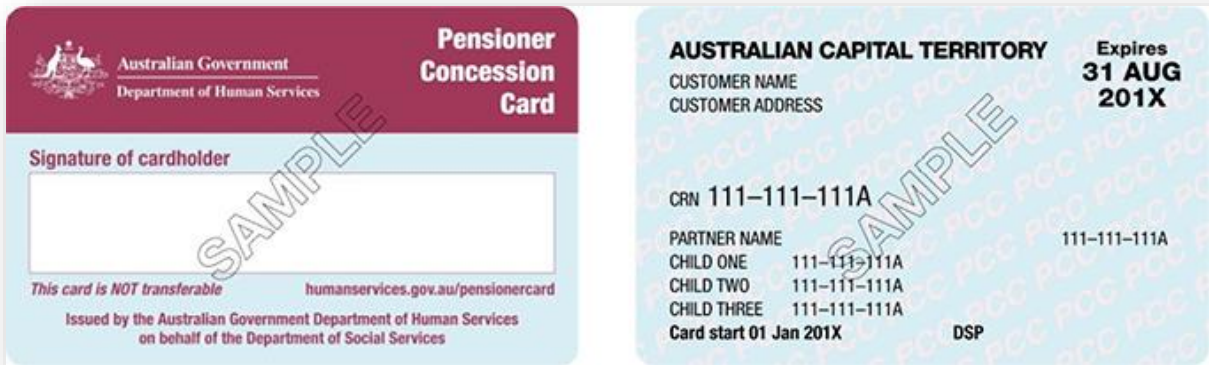 Australian Government
Department of Human Services
Pensioner
Concession
Card
Signature of cardholder
SAMPLE
This card is NOT transferable
humanservices.gov.au/pensionercard
Issued by the Australian Government Department of Human Services
on behalf of the Department of Social Services
AUSTRALIAN CAPITAL TERRITORY
CUSTOMER NAME
CUSTOMER ADDRESS
Expires
31 AUG
201X
CRN 111–111–111A
SAMPLE
PARTNER NAME 111–111–111A
CHILD ONE 111–111–111A
CHILD TWO 111–111–111A
CHILD THREE 111–111–111A
Card start 01 Jan 201X DSP